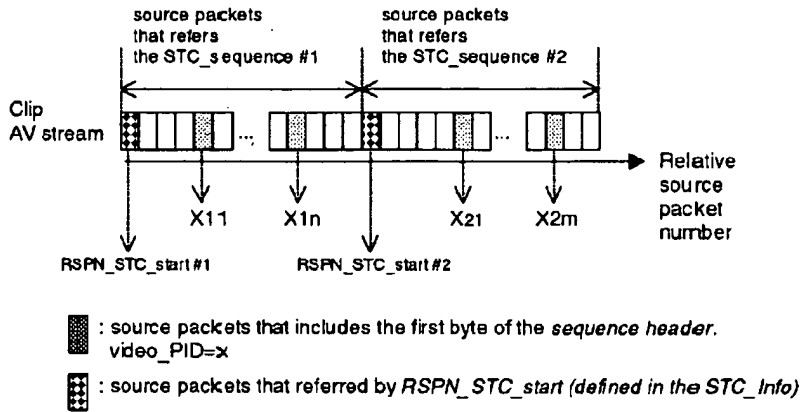 source packets
that refers
the STC_sequence #1
source packets
that refers
the STC_sequence #2
Clip
AV stream
...
...
Relative
source
packet
number
X11
X1n
X21
X2m
RSPN_STC_start #1
RSPN_STC_start #2
: source packets that includes the first byte of the sequence header.
video_PID=x
: source packets that referred by RSPN_STC_start (defined in the STC_Info)